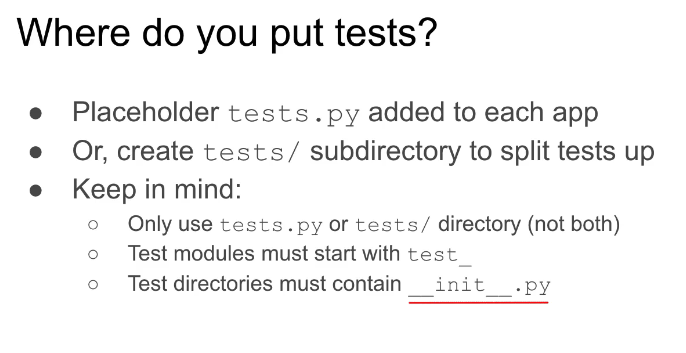 Where do you put tests?
● Placeholder tests.py added to each app
● Or, create tests/ subdirectory to split tests up
● Keep in mind:
○ Only use tests.py or tests/ directory (not both)
○ Test modules must start with test_
○ Test directories must contain __init__.py